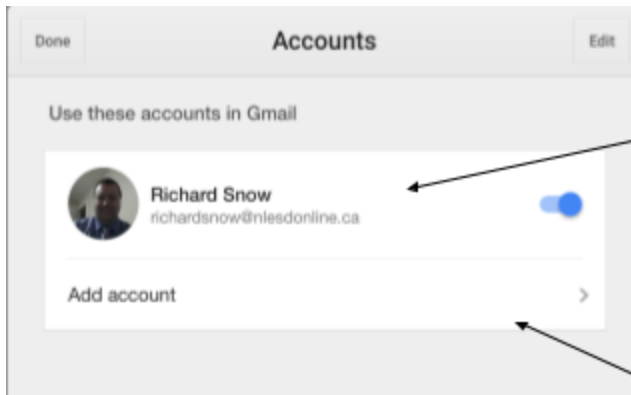 Done Accounts Edit
Use these accounts in Gmail
Richard Snow
richardsnow@nlesdonline.ca
Add account